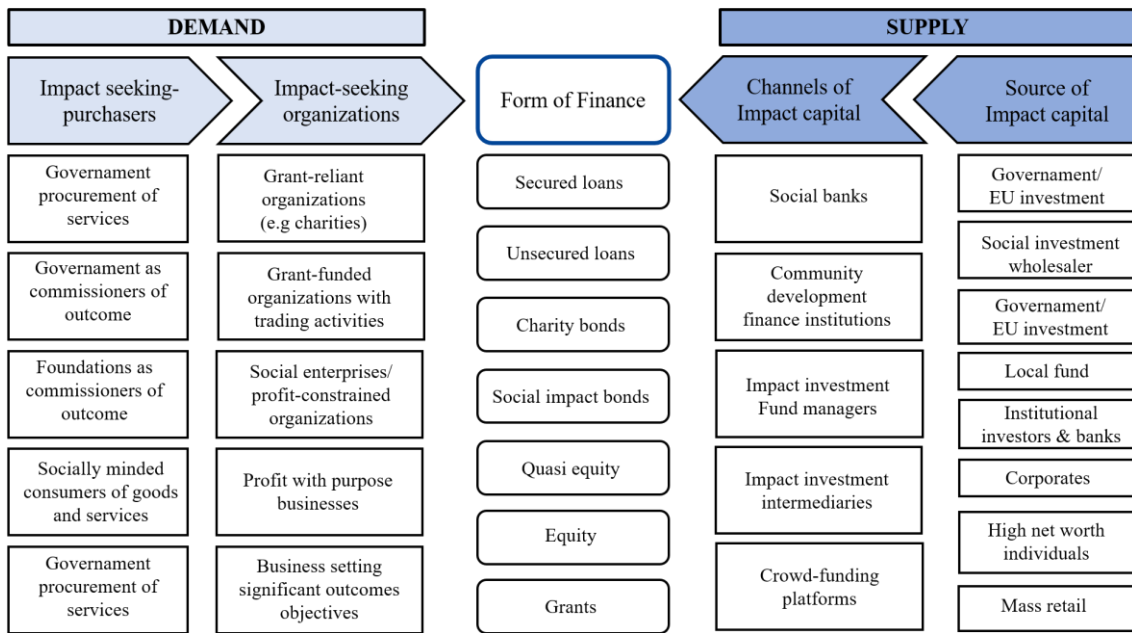 DEMAND
SUPPLY
Impact seeking-
purchasers
Impact-seeking
organizations
Form of Finance
Channels of
Impact capital
Source of
Impact capital
Governament
procurement of
services
Governament as
commissioners of
outcome
Foundations as
commissioners of
outcome
Socially minded
consumers of goods
and services
Governament
procurement of
services
Grant-reliant
organizations
(e.g charities)
Grant-funded
organizations with
trading activities
Social enterprises/
profit-constrained
organizations
Profit with purpose
businesses
Business setting
significant outcomes
objectives
Secured loans
Unsecured loans
Charity bonds
Social impact bonds
Quasi equity
Equity
Grants
Social banks
Community
development
finance institutions
Impact investment
Fund managers
Impact investment
intermediaries
Crowd-funding
platforms
Governament/
EU investment
Social investment
wholesaler
Governament/
EU investment
Local fund
Institutional
investors & banks
Corporates
High net worth
individuals
Mass retail